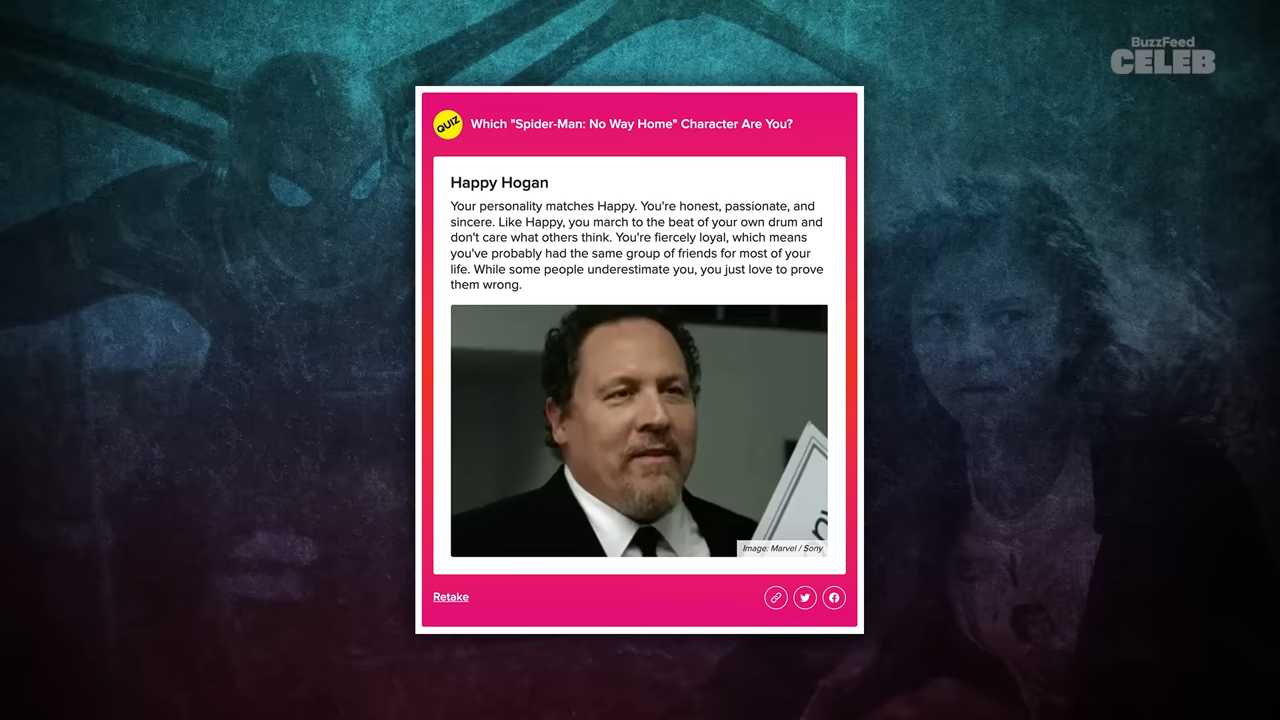 BuzzFeed
CELEB
QUIZ
Which "Spider-Man: No Way Home" Character Are You?
Happy Hogan
Your personality matches Happy. You're honest, passionate, and
sincere. Like Happy, you march to the beat of your own drum and
don't care what others think. You're fiercely loyal, which means
you've probably had the same group of friends for most of your
life. While some people underestimate you, you just love to prove
them wrong.
Image: Marvel / Sony
Retake